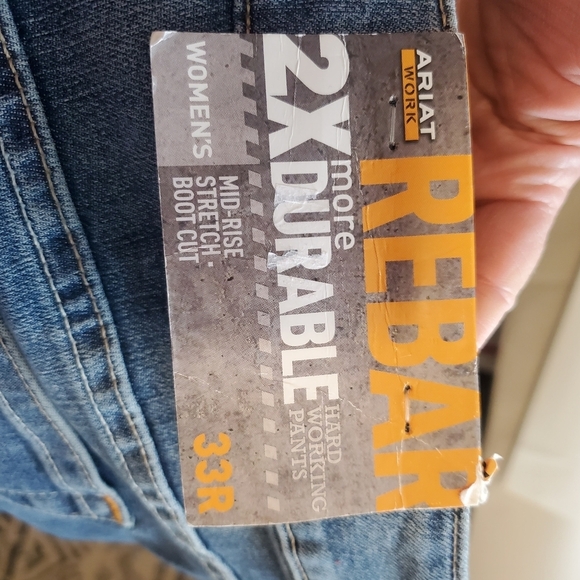 ARIAT
WORK
REBAR
2X more
DURABLE
HARD
WORKING
PANTS
WOMEN'S
MID-RISE
STRETCH ·
BOOT CUT
33R